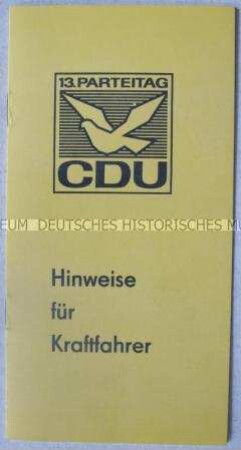 13. PARTEITAG
CDU
EUM DEUTSCHES HISTORISCHES M
Hinweise
für
Kraftfahrer